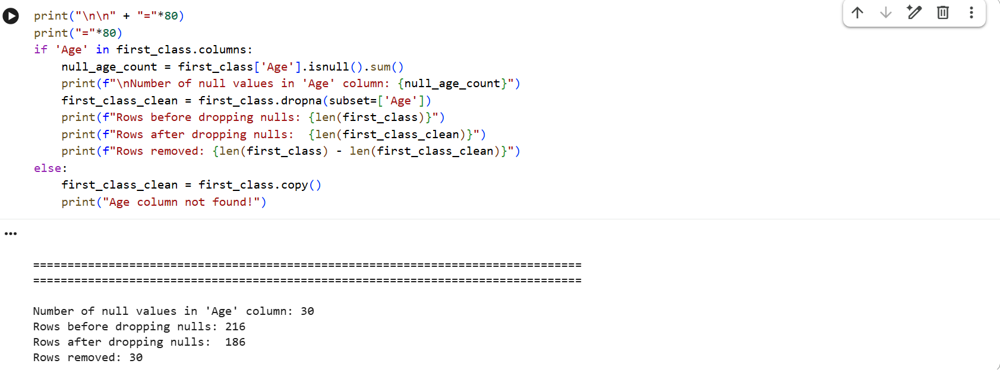 print("\n\n" + "="*80)
print("="*80)
if 'Age' in first_class.columns:
    null_age_count = first_class['Age'].isnull().sum()
    print(f"\nNumber of null values in 'Age' column: {null_age_count}")
    first_class_clean = first_class.dropna(subset=['Age'])
    print(f"Rows before dropping nulls: {len(first_class)}")
    print(f"Rows after dropping nulls:  {len(first_class_clean)}")
    print(f"Rows removed: {len(first_class) - len(first_class_clean)}")
else:
    first_class_clean = first_class.copy()
    print("Age column not found!")
================================================================================
================================================================================
Number of null values in 'Age' column: 30
Rows before dropping nulls: 216
Rows after dropping nulls:  186
Rows removed: 30